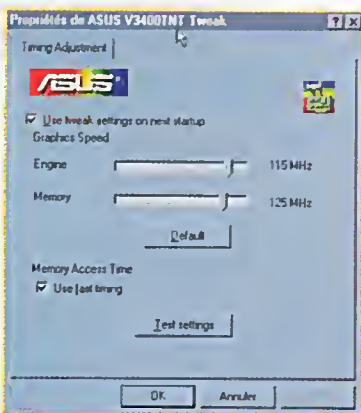 Propriétés de ASUS V3400TNT Tweak
Timing Adjustment
ASUS
Use tweak settings on next startup
Graphics Speed
Engine
115 MHz
Memory
125 MHz
Default
Memory Access Time
Use fast timing
Test settings
OK
Annuler